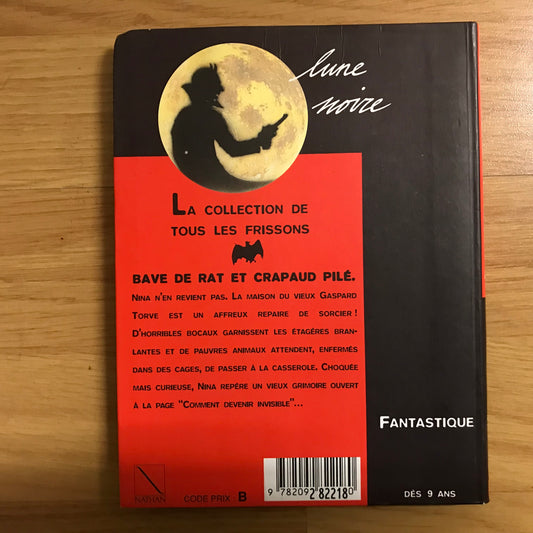 lune
noire
LA COLLECTION DE
TOUS LES FRISSONS
BAVE DE RAT ET CRAPAUD PILÉ.
NINA N'EN REVIENT PAS. LA MAISON DU VIEUX GASPARD
TORVE EST UN AFFREUX REPAIRE DE SORCIER !
D'HORRIBLES BOCAUX GARNISSENT LES ÉTAGÉRES BRAN-
LANTES ET DE PAUVRES ANIMAUX ATTENDENT, ENFERMÉS
DANS DES CAGES, DE PASSER À LA CASSEROLE. CHOQUÉE
MAIS CURIEUSE, NINA REPÈRE UN VIEUX GRIMOIRE OUVERT
À LA PAGE "COMMENT DEVENIR INVISIBLE"...
FANTASTIQUE
NATHAN
CODE PRIX : B
9 782092 822180
DÉS 9 ANS